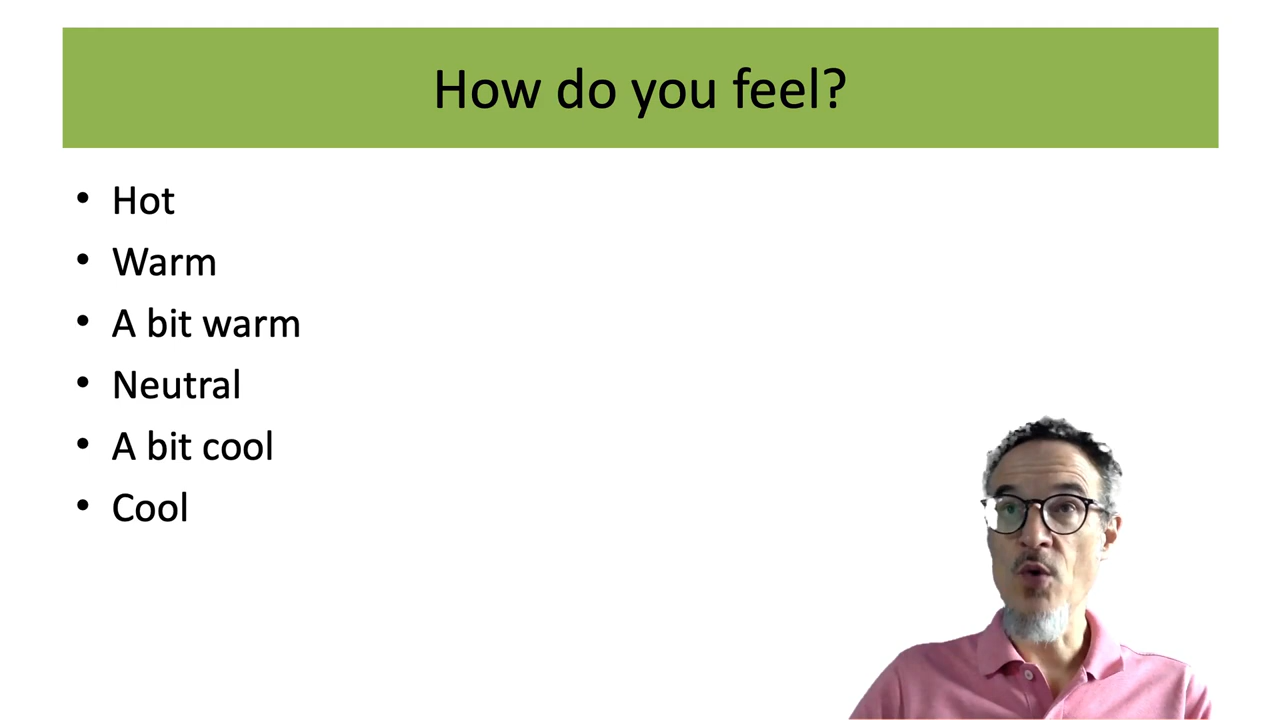 How do you feel?
• Hot
• Warm
• A bit warm
• Neutral
• A bit cool
• Cool